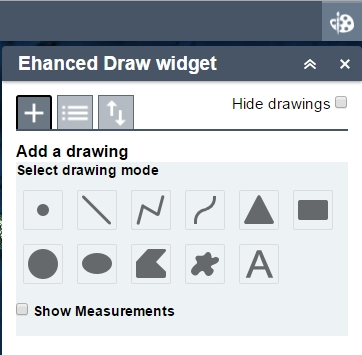 Ehanced Draw widget
Hide drawings
Add a drawing
Select drawing mode
A
Show Measurements